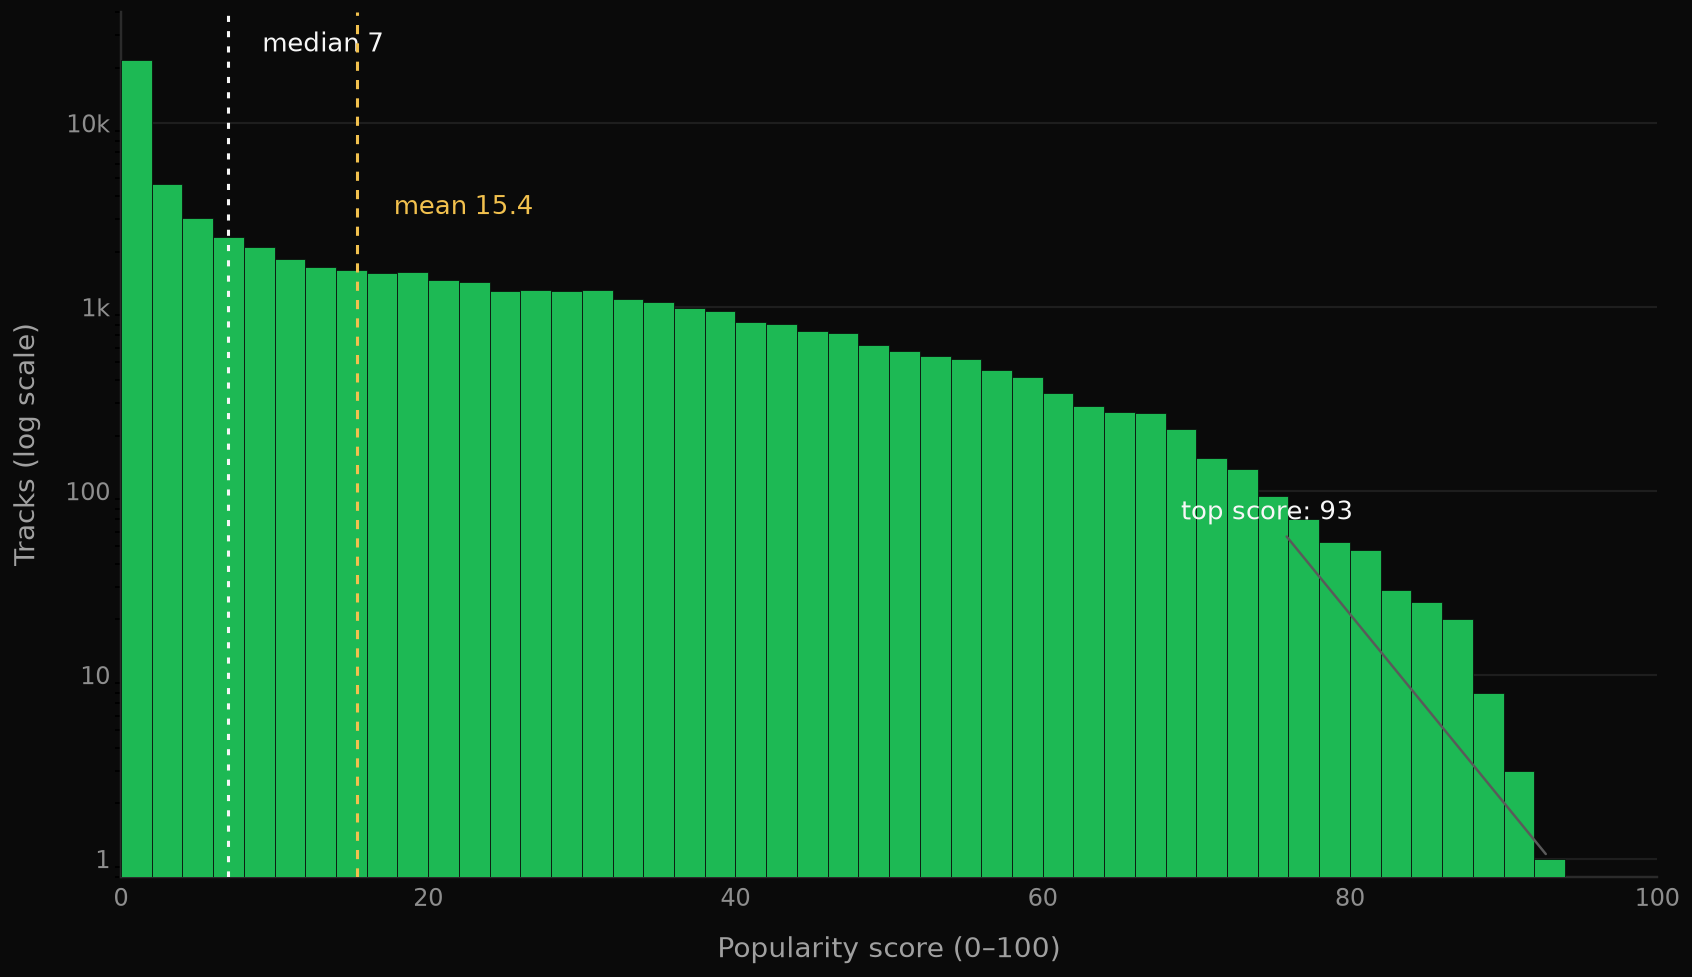 median 7
10k
mean 15.4
1k
Tracks (log scale)
100
top score: 93
10
1
0
20
40
60
80
100
Popularity score (0–100)